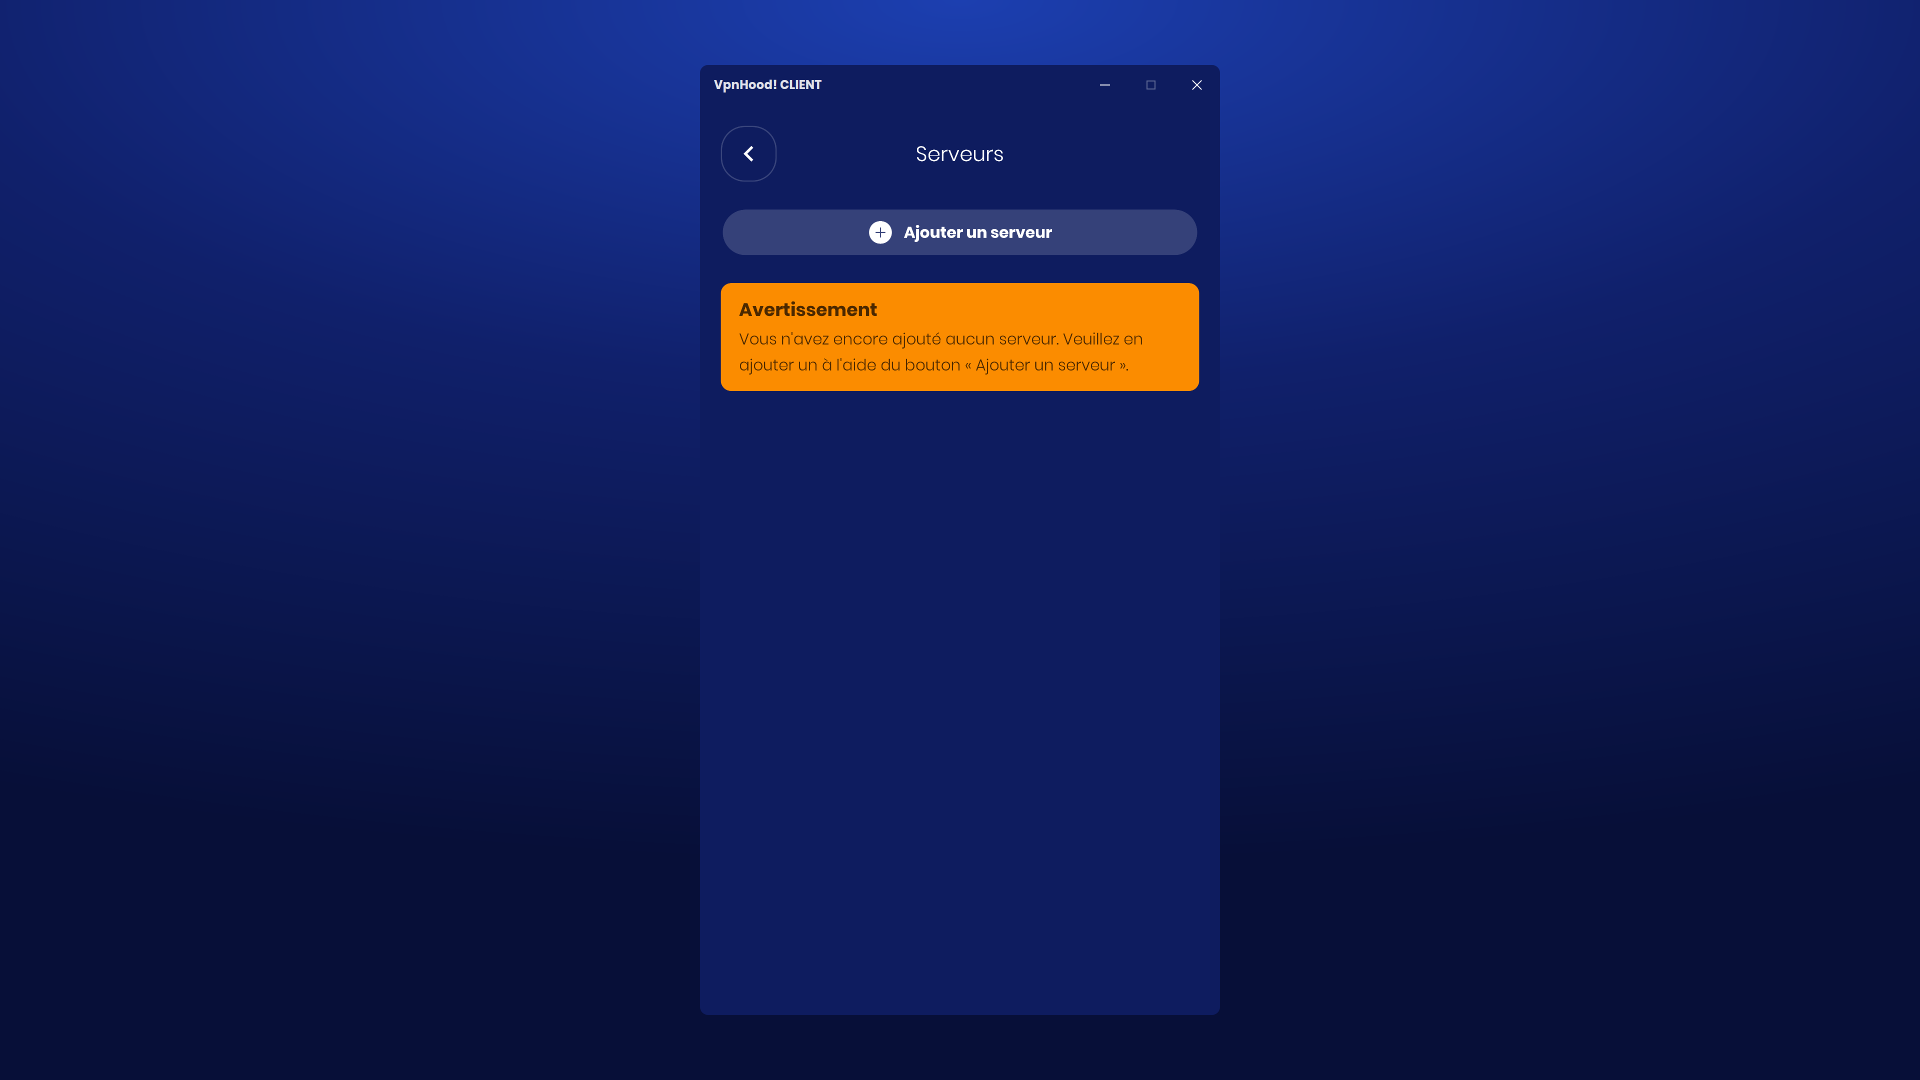 VpnHood! CLIENT
Serveurs
Ajouter un serveur
Avertissement
Vous n'avez encore ajouté aucun serveur. Veuillez en
ajouter un à l'aide du bouton « Ajouter un serveur ».